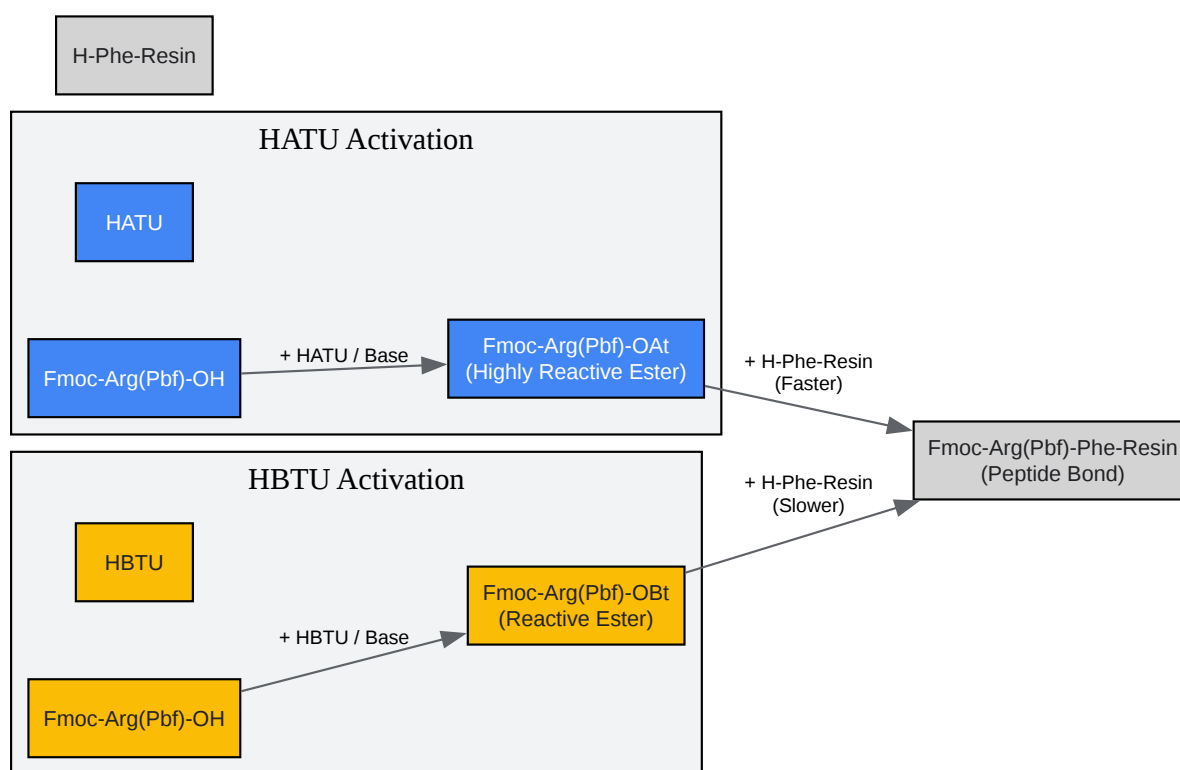 H-Phe-Resin
HATU Activation
HATU
Fmoc-Arg(Pbf)-OH
+ HATU / Base
Fmoc-Arg(Pbf)-OAt
(Highly Reactive Ester)
+ H-Phe-Resin
(Faster)
Fmoc-Arg(Pbf)-Phe-Resin
(Peptide Bond)
HBTU Activation
HBTU
Fmoc-Arg(Pbf)-OH
+ HBTU / Base
Fmoc-Arg(Pbf)-OBt
(Reactive Ester)
+ H-Phe-Resin
(Slower)